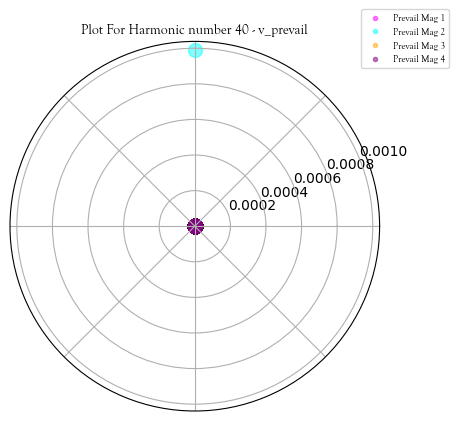 Plot For Harmonic number 40 - v_prevail
Prevail Mag 1
Prevail Mag 2
Prevail Mag 3
Prevail Mag 4
0.0010
0.0008
0.0006
0.0004
0.0002